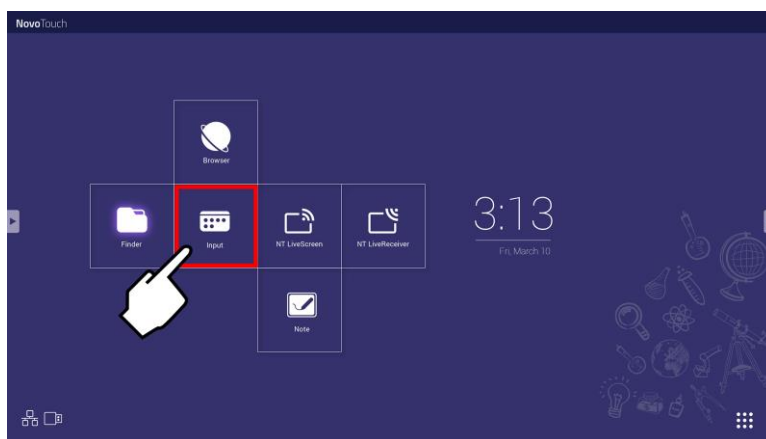 NovoTouch
Browser
Finder
Input
NT LiveScreen
NT LiveReceiver
3:13
Fri, March 10
Note